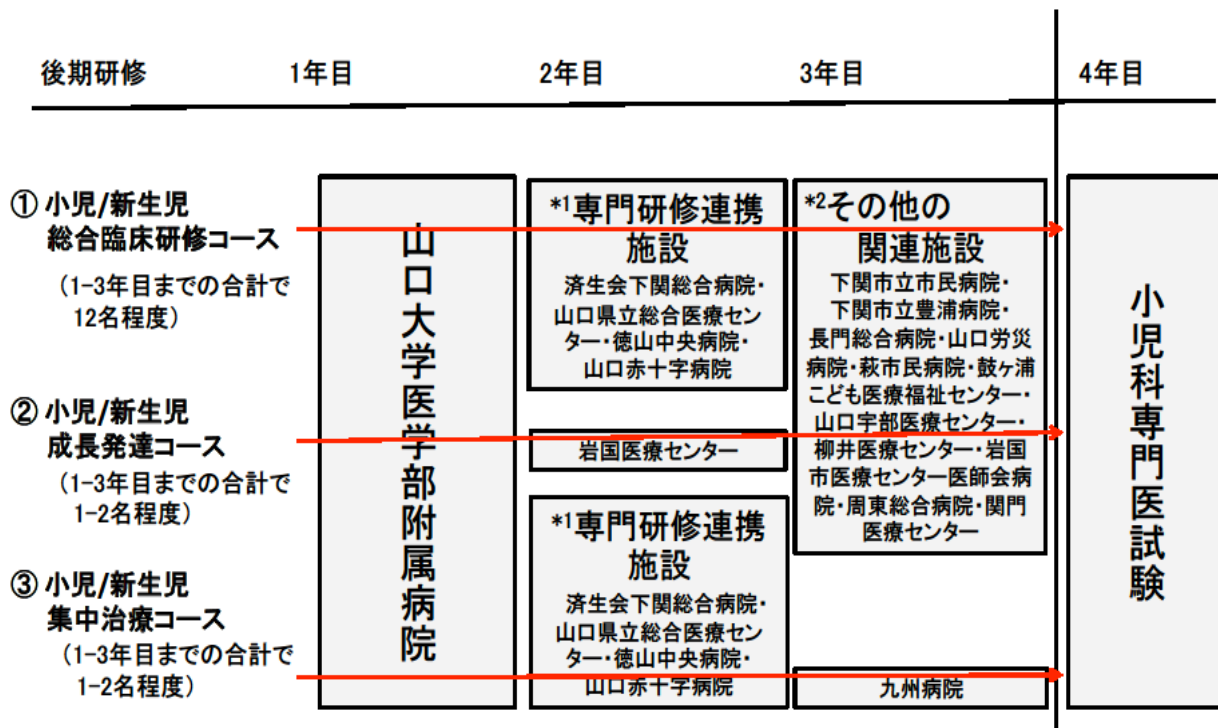 後期研修
1年目
2年目
3年目
4年目
① 小児/新生児
総合臨床研修コース
(1-3年目までの合計で
12名程度)
② 小児/新生児
成長発達コース
(1-3年目までの合計で
1-2名程度)
③ 小児/新生児
集中治療コース
(1-3年目までの合計で
1-2名程度)
山口大学医学部附属病院
*1専門研修連携
施設
済生会下関総合病院・
山口県立総合医療セン
ター・徳山中央病院・
山口赤十字病院
岩国医療センター
*1専門研修連携
施設
済生会下関総合病院・
山口県立総合医療セン
ター・徳山中央病院・
山口赤十字病院
*2その他の
関連施設
下関市立市民病院・
下関市立豊浦病院・
長門総合病院・山口労災
病院・萩市民病院・鼓ヶ浦
こども医療福祉センター・
山口宇部医療センター・
柳井医療センター・岩国
市医療センター医師会病
院・周東総合病院・関門
医療センター
九州病院
小児科専門医試験